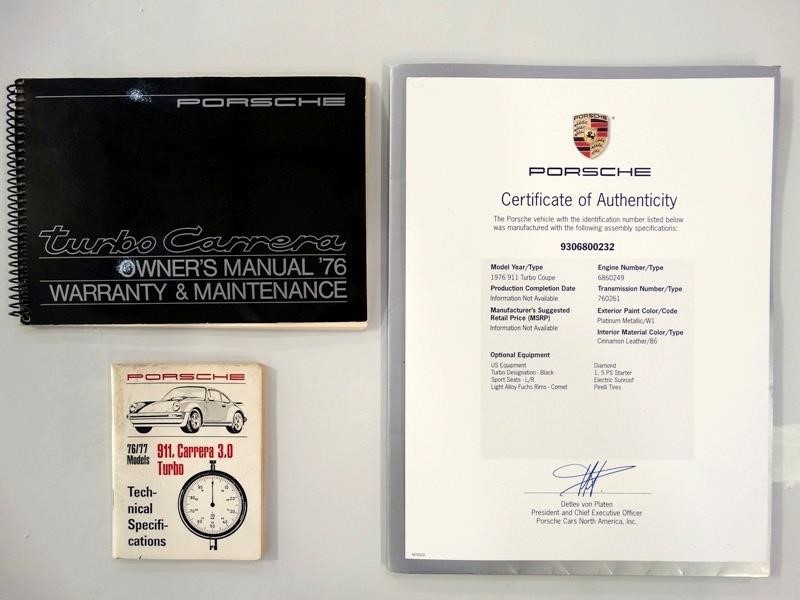 PORSCHE
turbo Carrera
OWNER'S MANUAL '76
WARRANTY & MAINTENANCE
PORSCHE
76/77
Models
911, Carrera 3.0
Turbo
Tech-
nical
Specifi-
cations
PORSCHE
PORSCHE
Certificate of Authenticity
The Porsche vehicle with the identification number listed below
was manufactured with the following assembly specifications:
9306800232
Model Year/Type
1976 911 Turbo Coupe
Production Completion Date
Information Not Available
Manufacturer's Suggested
Retail Price (MSRP)
Information Not Available
Engine Number/Type
6860249
Transmission Number/Type
760261
Exterior Paint Color/Code
Platinum Metallic/W1
Interior Material Color/Type
Cinnamon Leather/86
Optional Equipment
US Equipment
Turbo Designation - Black
Sport Seats - L/R
Light Alloy Fuchs Rims - Comet
Diamond
1, 5 PS Starter
Electric Sunroof
Pirelli Tires
Detlev von Platen
President and Chief Executive Officer
Porsche Cars North America, Inc.